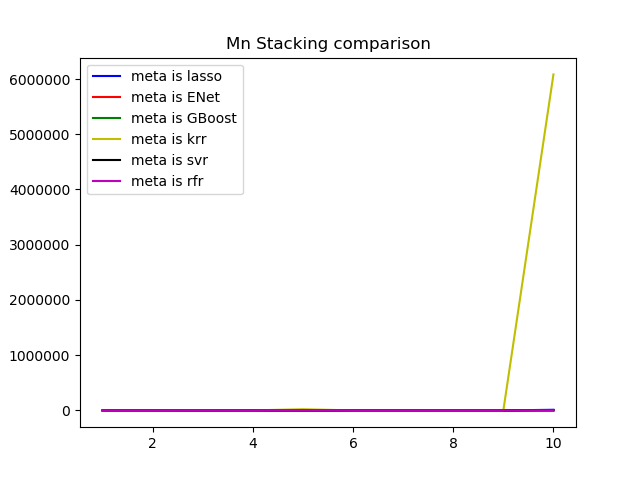 Mn Stacking comparison
meta is lasso
meta is ENet
meta is GBoost
meta is krr
meta is svr
meta is rfr
6000000
5000000
4000000
3000000
2000000
1000000
0
2 4 6 8 10